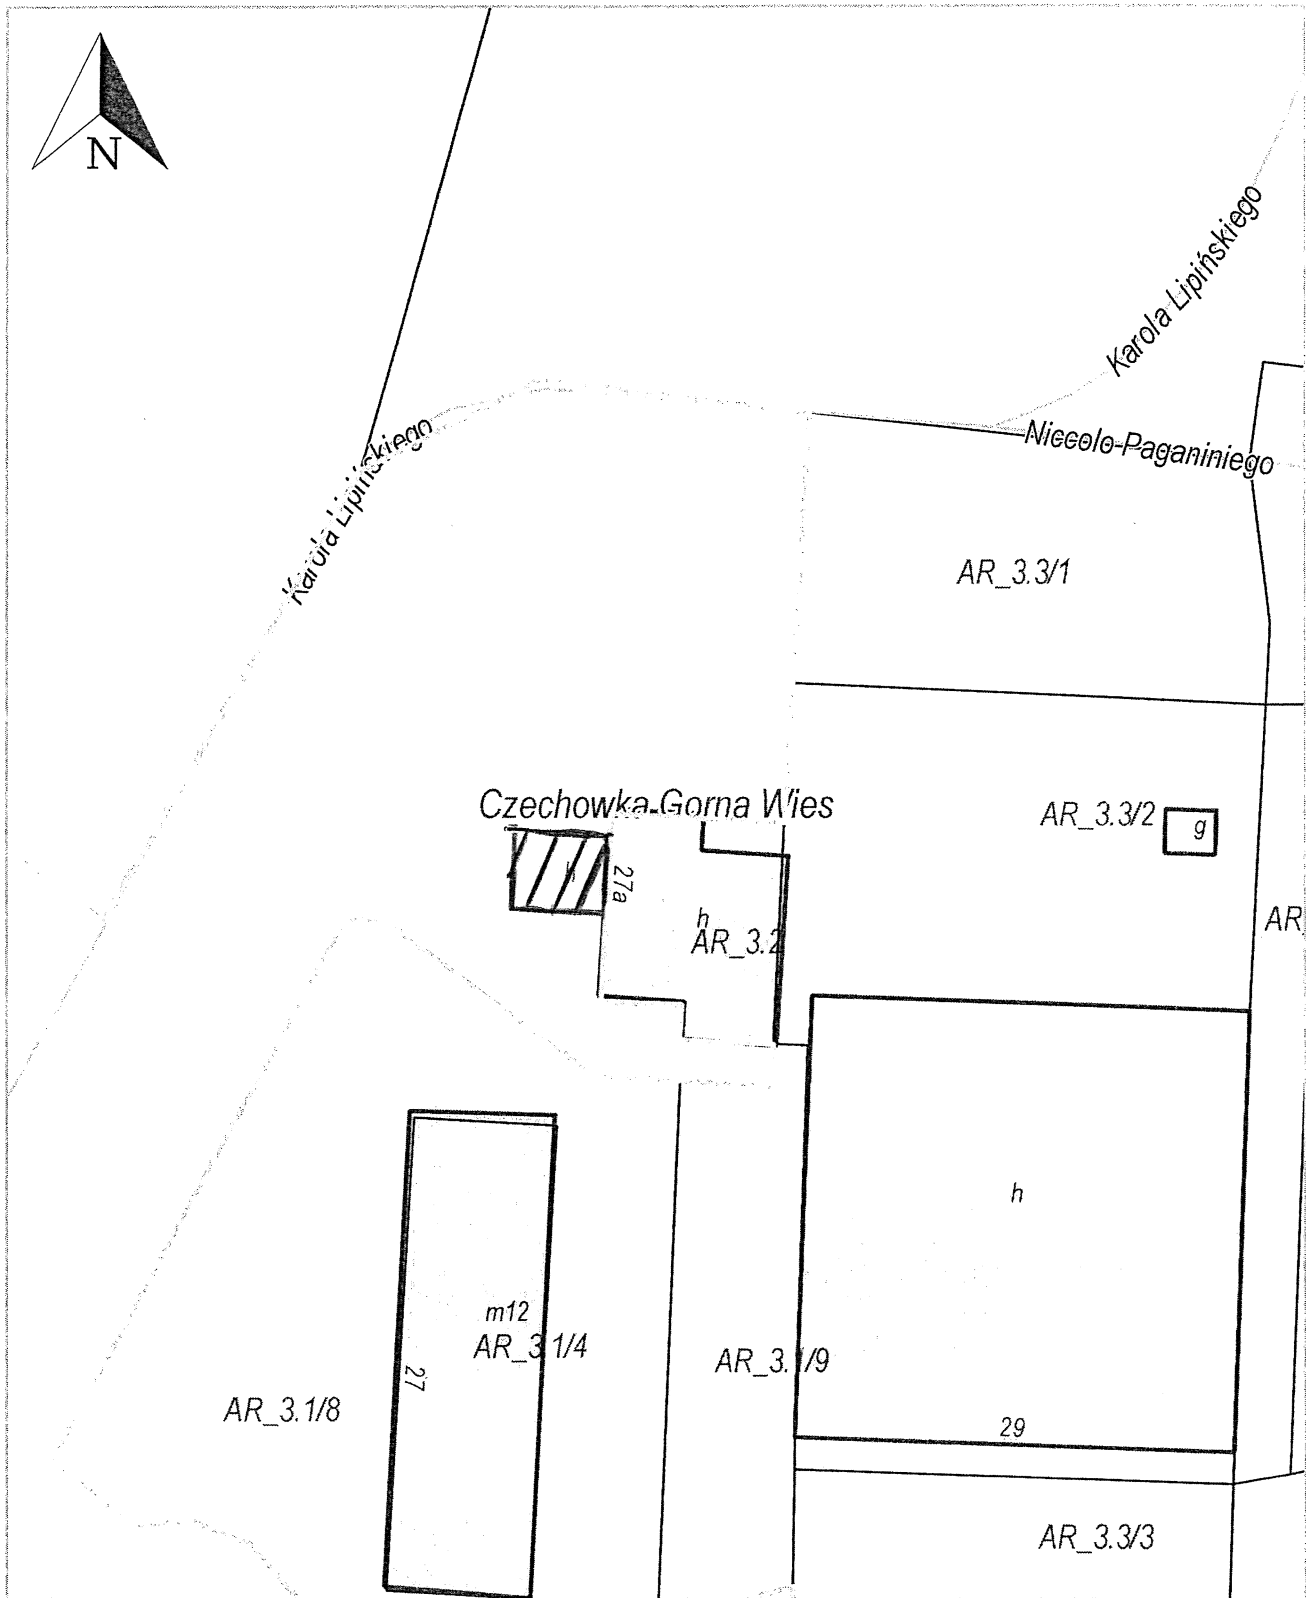 N
Karola Lipińskiego
Karola Lipińskiego
Niccolo Paganiniego
AR_3.3/1
Czechowka Gorna Wies
AR_3.3/2
g
27a
h
AR_3.2
AR
h
m12
AR_3.1/4
27
AR_3.1/9
AR_3.1/8
29
AR_3.3/3